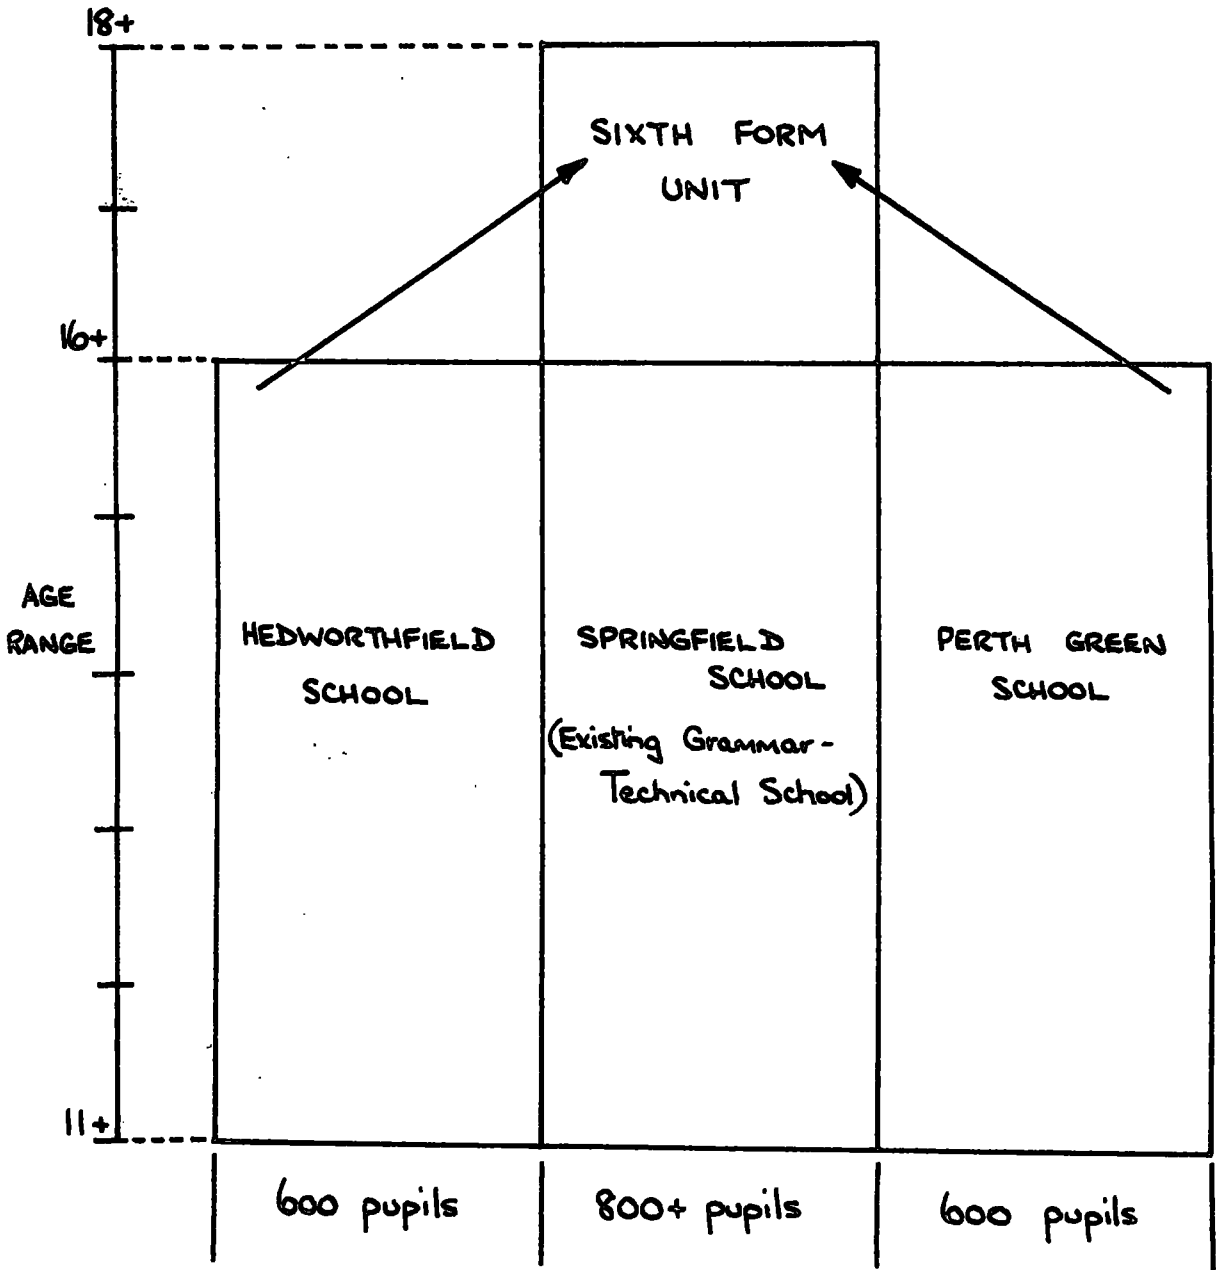 18+
SIXTH FORM
UNIT
16+
AGE
RANGE
HEDWORTHFIELD
SCHOOL
SPRINGFIELD
SCHOOL
(Existing Grammar-
Technical School)
PERTH GREEN
SCHOOL
11+
600 pupils
800+ pupils
600 pupils